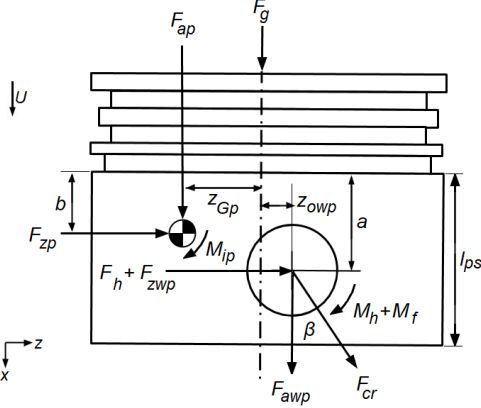 F_ap
F_g
U
b
z_Gp
z_owp
a
F_zp
M_ip
l_ps
F_h + F_zwp
M_h+M_f
z
x
β
F_awp
F_cr